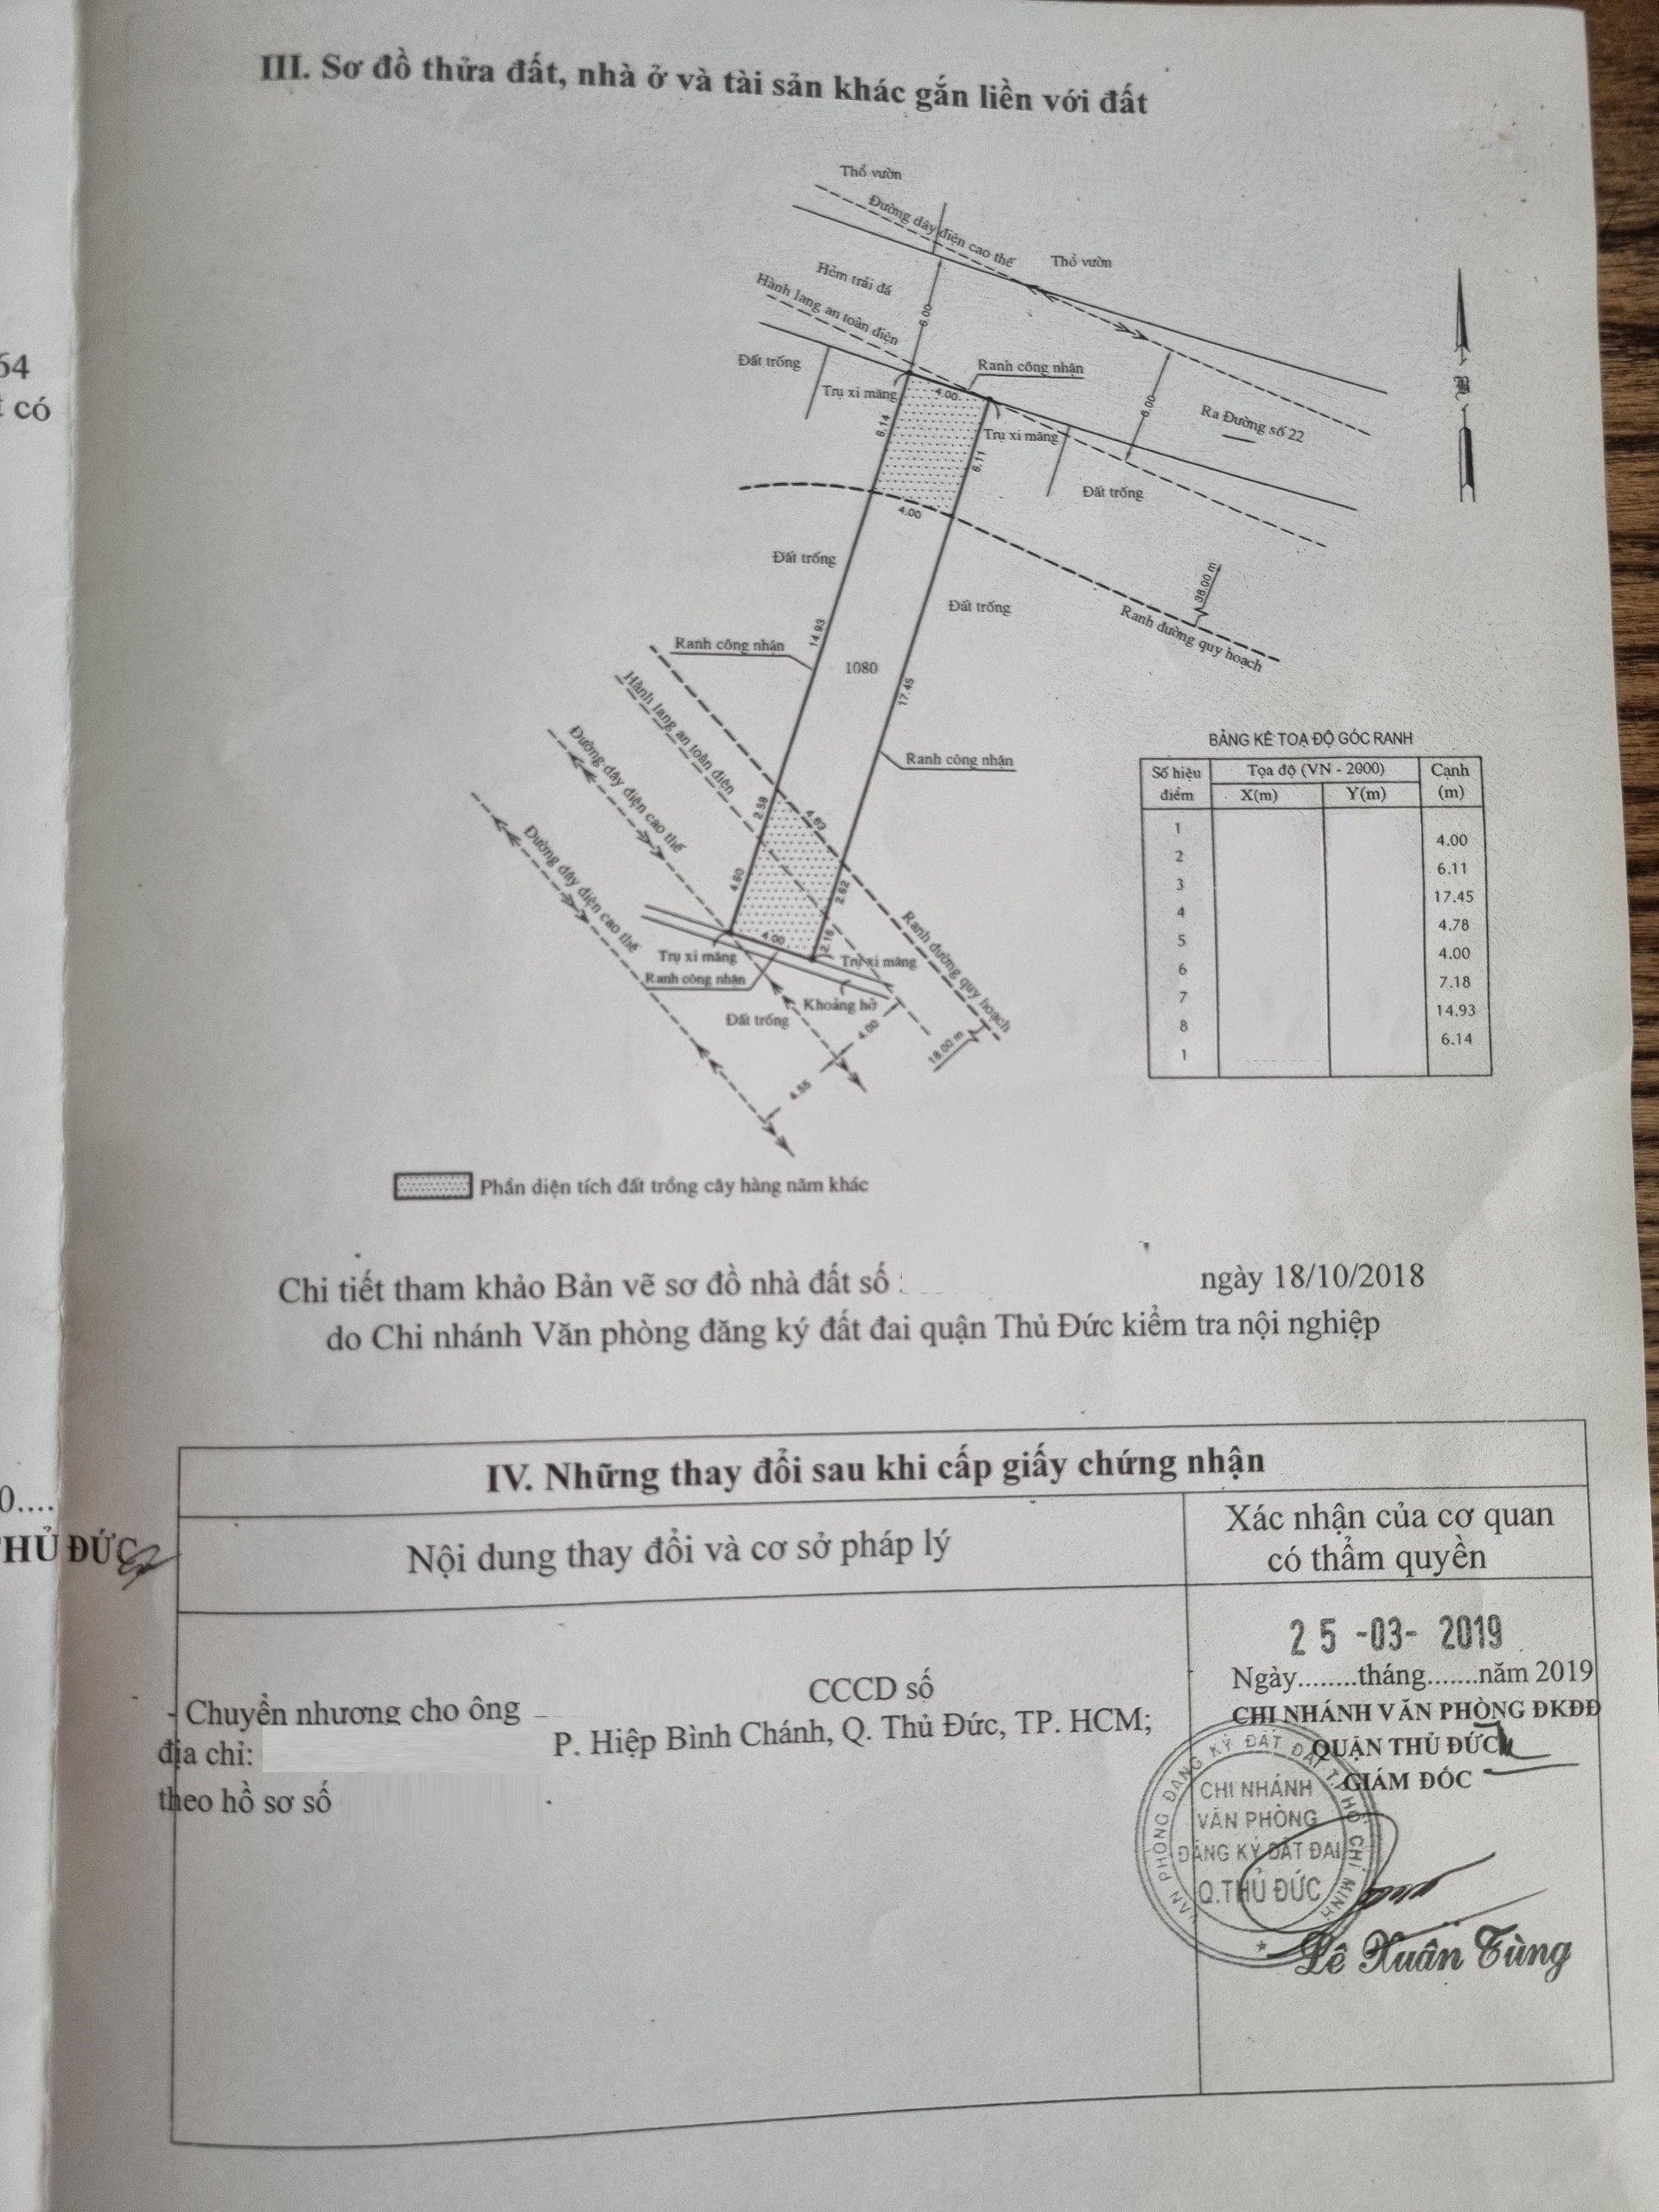 III. Sơ đồ thửa đất, nhà ở và tài sản khác gắn liền với đất
Thổ vườn
Đường dây điện cao thế
Thổ vườn
Hẻm trải đá
Hành lang an toàn điện
6.00
Đất trống
Ranh công nhận
Trụ xi măng
4.00
6.00
Ra Đường số 22
B
6.14
Trụ xi măng
6.11
Đất trống
4.00
Đất trống
Đất trống
38.00 m
Ranh đường quy hoạch
14.93
Ranh công nhận
1080
17.45
Hành lang an toàn điện
Đường dây điện cao thế
Ranh công nhận
Đường dây điện cao thế
2.58
4.63
4.60
2.62
4.00
2.16
Ranh đường quy hoạch
Trụ xi măng
Trụ xi măng
Ranh công nhận
Khoảng hở
Đất trống
4.00
18.00 m
4.55
BẢNG KÊ TOẠ ĐỘ GÓC RANH
Số hiệu điểm Tọa độ (VN - 2000) Cạnh (m)
X(m) Y(m)
1
4.00
2
6.11
3
17.45
4
4.78
5
4.00
6
7.18
7
14.93
8
6.14
1
Phần diện tích đất trồng cây hàng năm khác
Chi tiết tham khảo Bản vẽ sơ đồ nhà đất số ngày 18/10/2018
do Chi nhánh Văn phòng đăng ký đất đai quận Thủ Đức kiểm tra nội nghiệp
64
có
0....
THỦ ĐỨC
IV. Những thay đổi sau khi cấp giấy chứng nhận
Nội dung thay đổi và cơ sở pháp lý
Xác nhận của cơ quan
có thẩm quyền
- Chuyển nhương cho ông CCCD số
địa chỉ: P. Hiệp Bình Chánh, Q. Thủ Đức, TP. HCM;
theo hồ sơ số
25 -03- 2019
Ngày........tháng.......năm 2019
CHI NHÁNH VĂN PHÒNG ĐKĐĐ
QUẬN THỦ ĐỨC
GIÁM ĐÓC
VĂN PHÒNG ĐĂNG KÝ ĐẤT ĐAI T. HỒ CHÍ MINH
CHI NHÁNH
VĂN PHÒNG
ĐĂNG KÝ ĐẤT ĐAI
Q.THỦ ĐỨC
Lê Xuân Tùng